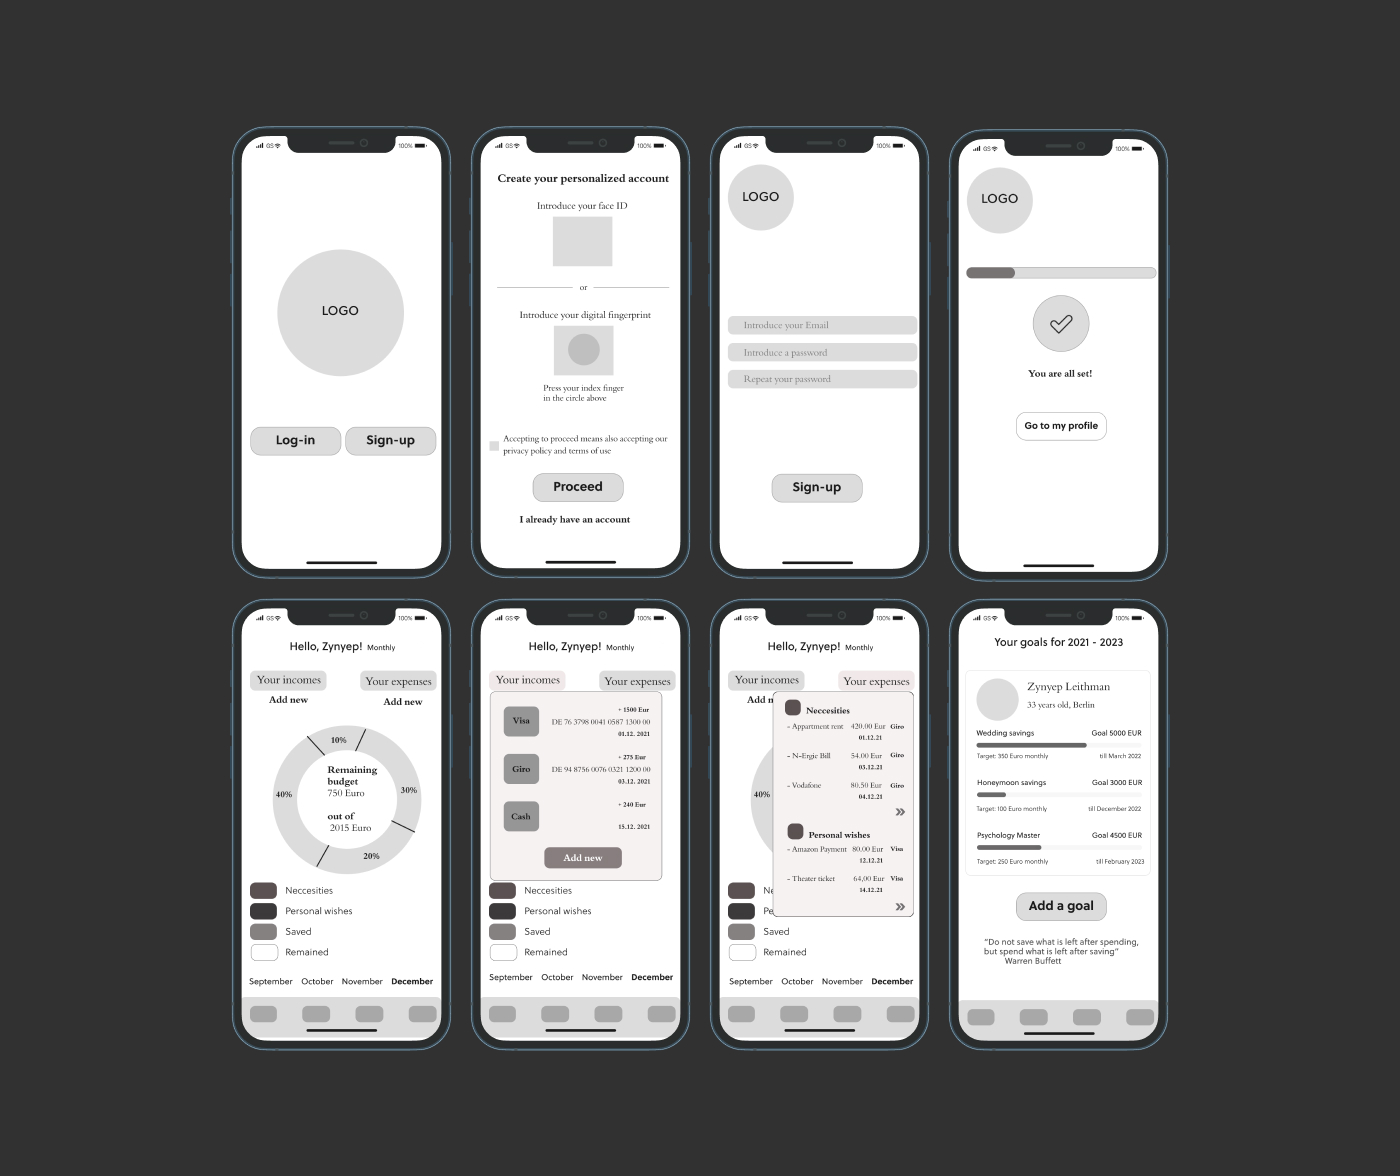 GS 100%
LOGO
Log-in Sign-up
GS 100%
Create your personalized account
Introduce your face ID
or
Introduce your digital fingerprint
Press your index finger
in the circle above
Accepting to proceed means also accepting our
privacy policy and terms of use
Proceed
I already have an account
GS 100%
LOGO
Introduce your Email
Introduce a password
Repeat your password
Sign-up
GS 100%
LOGO
You are all set!
Go to my profile
GS 100%
Hello, Zynyep! Monthly
Your incomes Your expenses
Add new Add new
10%
40% 30%
20%
Remaining
budget
750 Euro
out of
2015 Euro
Neccesities
Personal wishes
Saved
Remained
September October November December
GS 100%
Hello, Zynyep! Monthly
Your incomes Your expenses
+ 1500 Eur
Visa DE 76 3798 0041 0587 1300 00
01.12. 2021
+ 275 Eur
Giro DE 94 8756 0076 0321 1200 00
03.12. 2021
+ 240 Eur
Cash
15.12. 2021
Add new
Neccesities
Personal wishes
Saved
Remained
September October November December
GS 100%
Hello, Zynyep! Monthly
Your incomes Your expenses
Add n
40%
Neccesities
- Appartment rent 420.00 Eur Giro
01.12.21
- N-Ergie Bill 54.00 Eur Giro
03.12.21
- Vodafone 80.50 Eur Giro
04.12.21
»
Personal wishes
- Amazon Payment 80.00 Eur Visa
12.12.21
- Theater ticket 64,00 Eur Visa
14.12.21
»
Ne
Pe
Saved
Remained
September October November December
GS 100%
Your goals for 2021 - 2023
Zynyep Leithman
33 years old, Berlin
Wedding savings Goal 5000 EUR
Target: 350 Euro monthly till March 2022
Honeymoon savings Goal 3000 EUR
Target: 100 Euro monthly till December 2022
Psychology Master Goal 4500 EUR
Target: 250 Euro monthly till February 2023
Add a goal
"Do not save what is left after spending,
but spend what is left after saving"
Warren Buffett